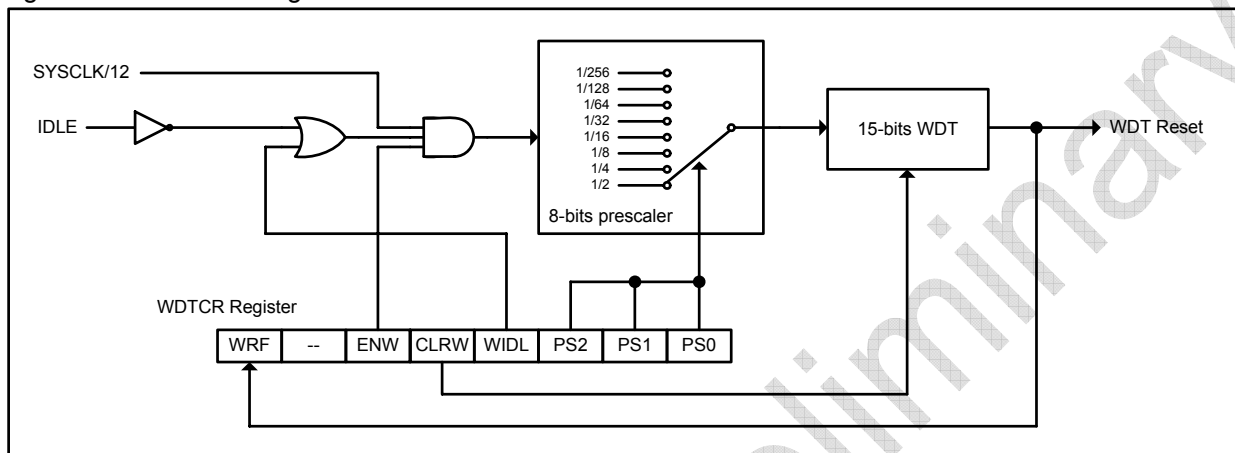 SYSCLK/12
IDLE
1/256
1/128
1/64
1/32
1/16
1/8
1/4
1/2
8-bits prescaler
15-bits WDT
WDT Reset
WDTCR Register
WRF -- ENW CLRW WIDL PS2 PS1 PS0